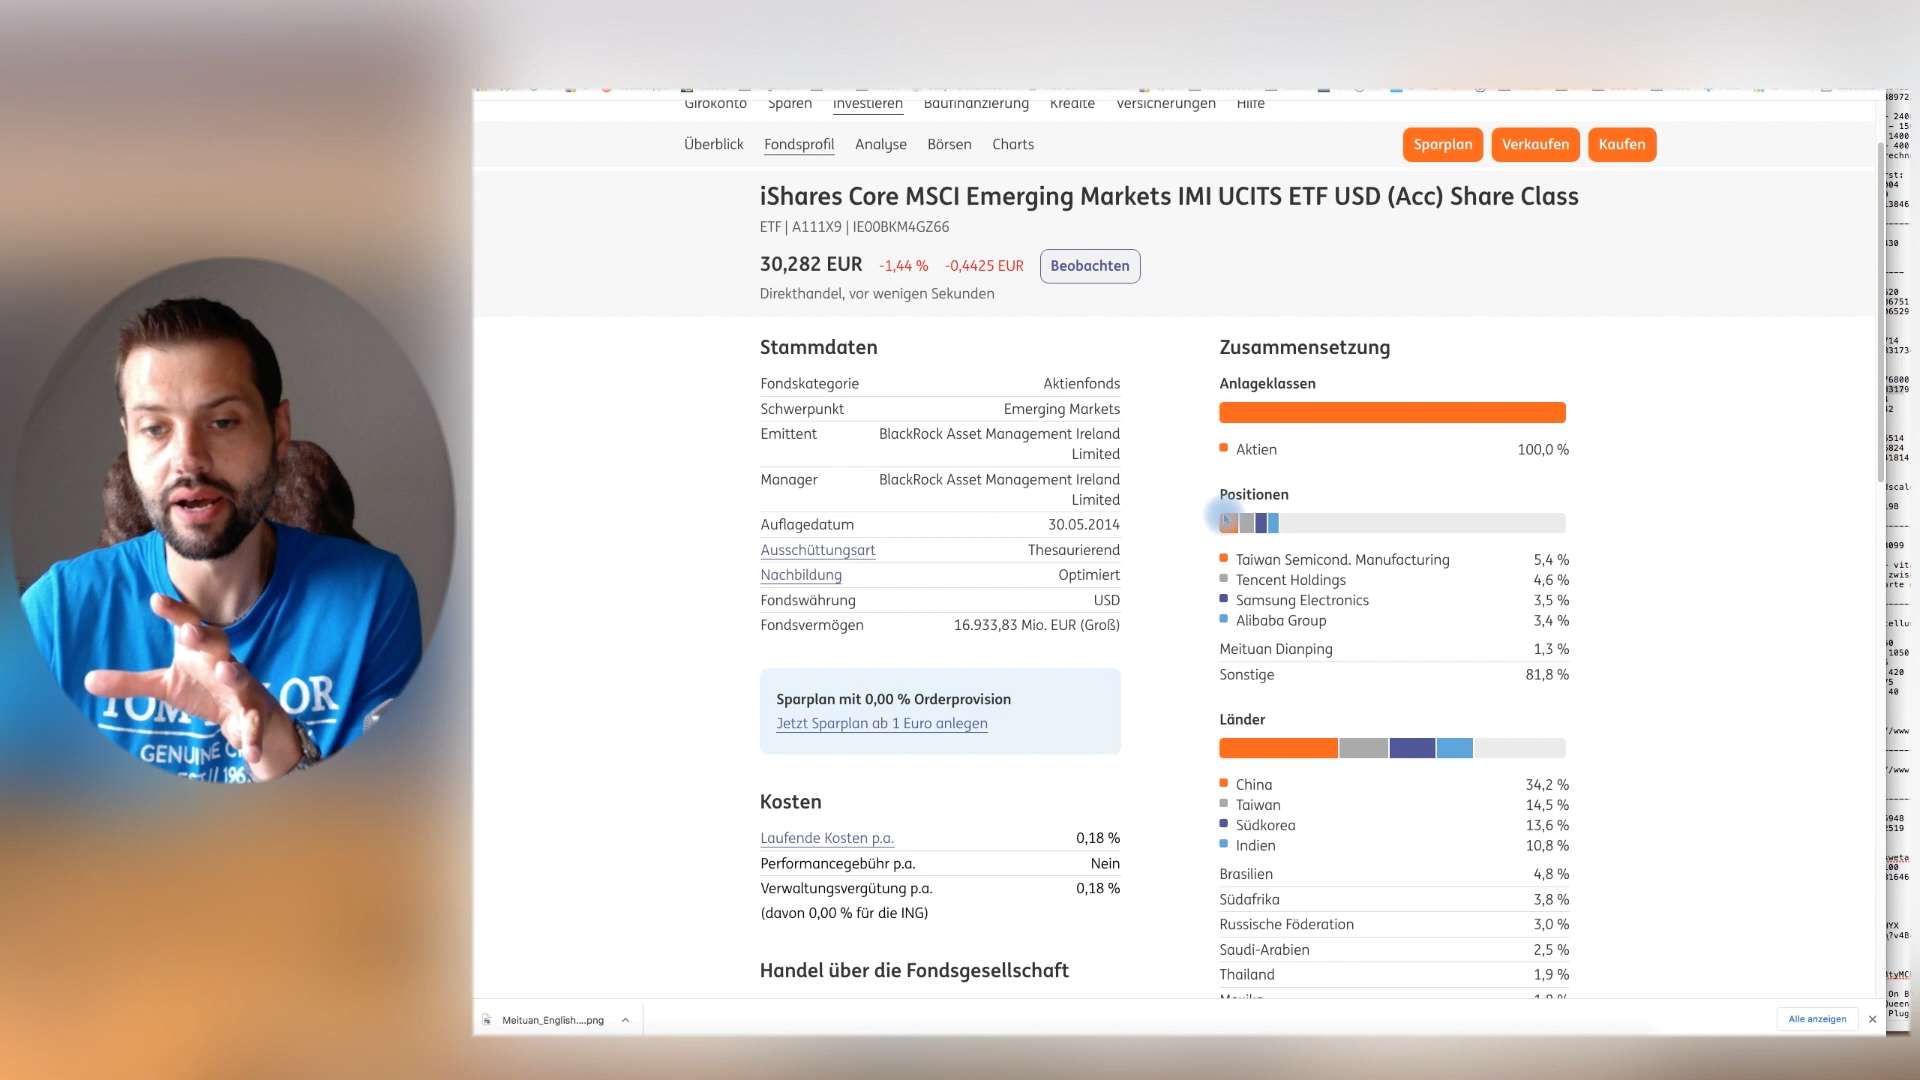 Girokonto Sparen Investieren Baufinanzierung Kredite Versicherungen Hilfe
Überblick Fondsprofil Analyse Börsen Charts
Sparplan Verkaufen Kaufen
iShares Core MSCI Emerging Markets IMI UCITS ETF USD (Acc) Share Class
ETF | A111X9 | IE00BKM4GZ66
30,282 EUR -1,44 % -0,4425 EUR Beobachten
Direkthandel, vor wenigen Sekunden
Stammdaten
Fondskategorie Aktienfonds
Schwerpunkt Emerging Markets
Emittent BlackRock Asset Management Ireland
Limited
Manager BlackRock Asset Management Ireland
Limited
Auflagedatum 30.05.2014
Ausschüttungsart Thesaurierend
Nachbildung Optimiert
Fondswährung USD
Fondsvermögen 16.933,83 Mio. EUR (Groß)
Sparplan mit 0,00 % Orderprovision
Jetzt Sparplan ab 1 Euro anlegen
Kosten
Laufende Kosten p.a. 0,18 %
Performancegebühr p.a. Nein
Verwaltungsvergütung p.a. 0,18 %
(davon 0,00 % für die ING)
Handel über die Fondsgesellschaft
Zusammensetzung
Anlageklassen
Aktien 100,0 %
Positionen
Taiwan Semicond. Manufacturing 5,4 %
Tencent Holdings 4,6 %
Samsung Electronics 3,5 %
Alibaba Group 3,4 %
Meituan Dianping 1,3 %
Sonstige 81,8 %
Länder
China 34,2 %
Taiwan 14,5 %
Südkorea 13,6 %
Indien 10,8 %
Brasilien 4,8 %
Südafrika 3,8 %
Russische Föderation 3,0 %
Saudi-Arabien 2,5 %
Thailand 1,9 %
Meituan_English....png
Alle anzeigen
TOM TAILOR
GENUINE